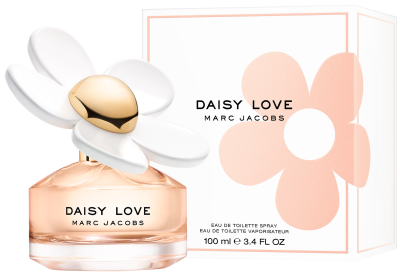 DAISY LOVE
MARC JACOBS
EAU DE TOILETTE SPRAY
EAU DE TOILETTE VAPORISATEUR
100 ml ℮ 3.4 FL OZ
DAISY LOVE
MARC JACOBS